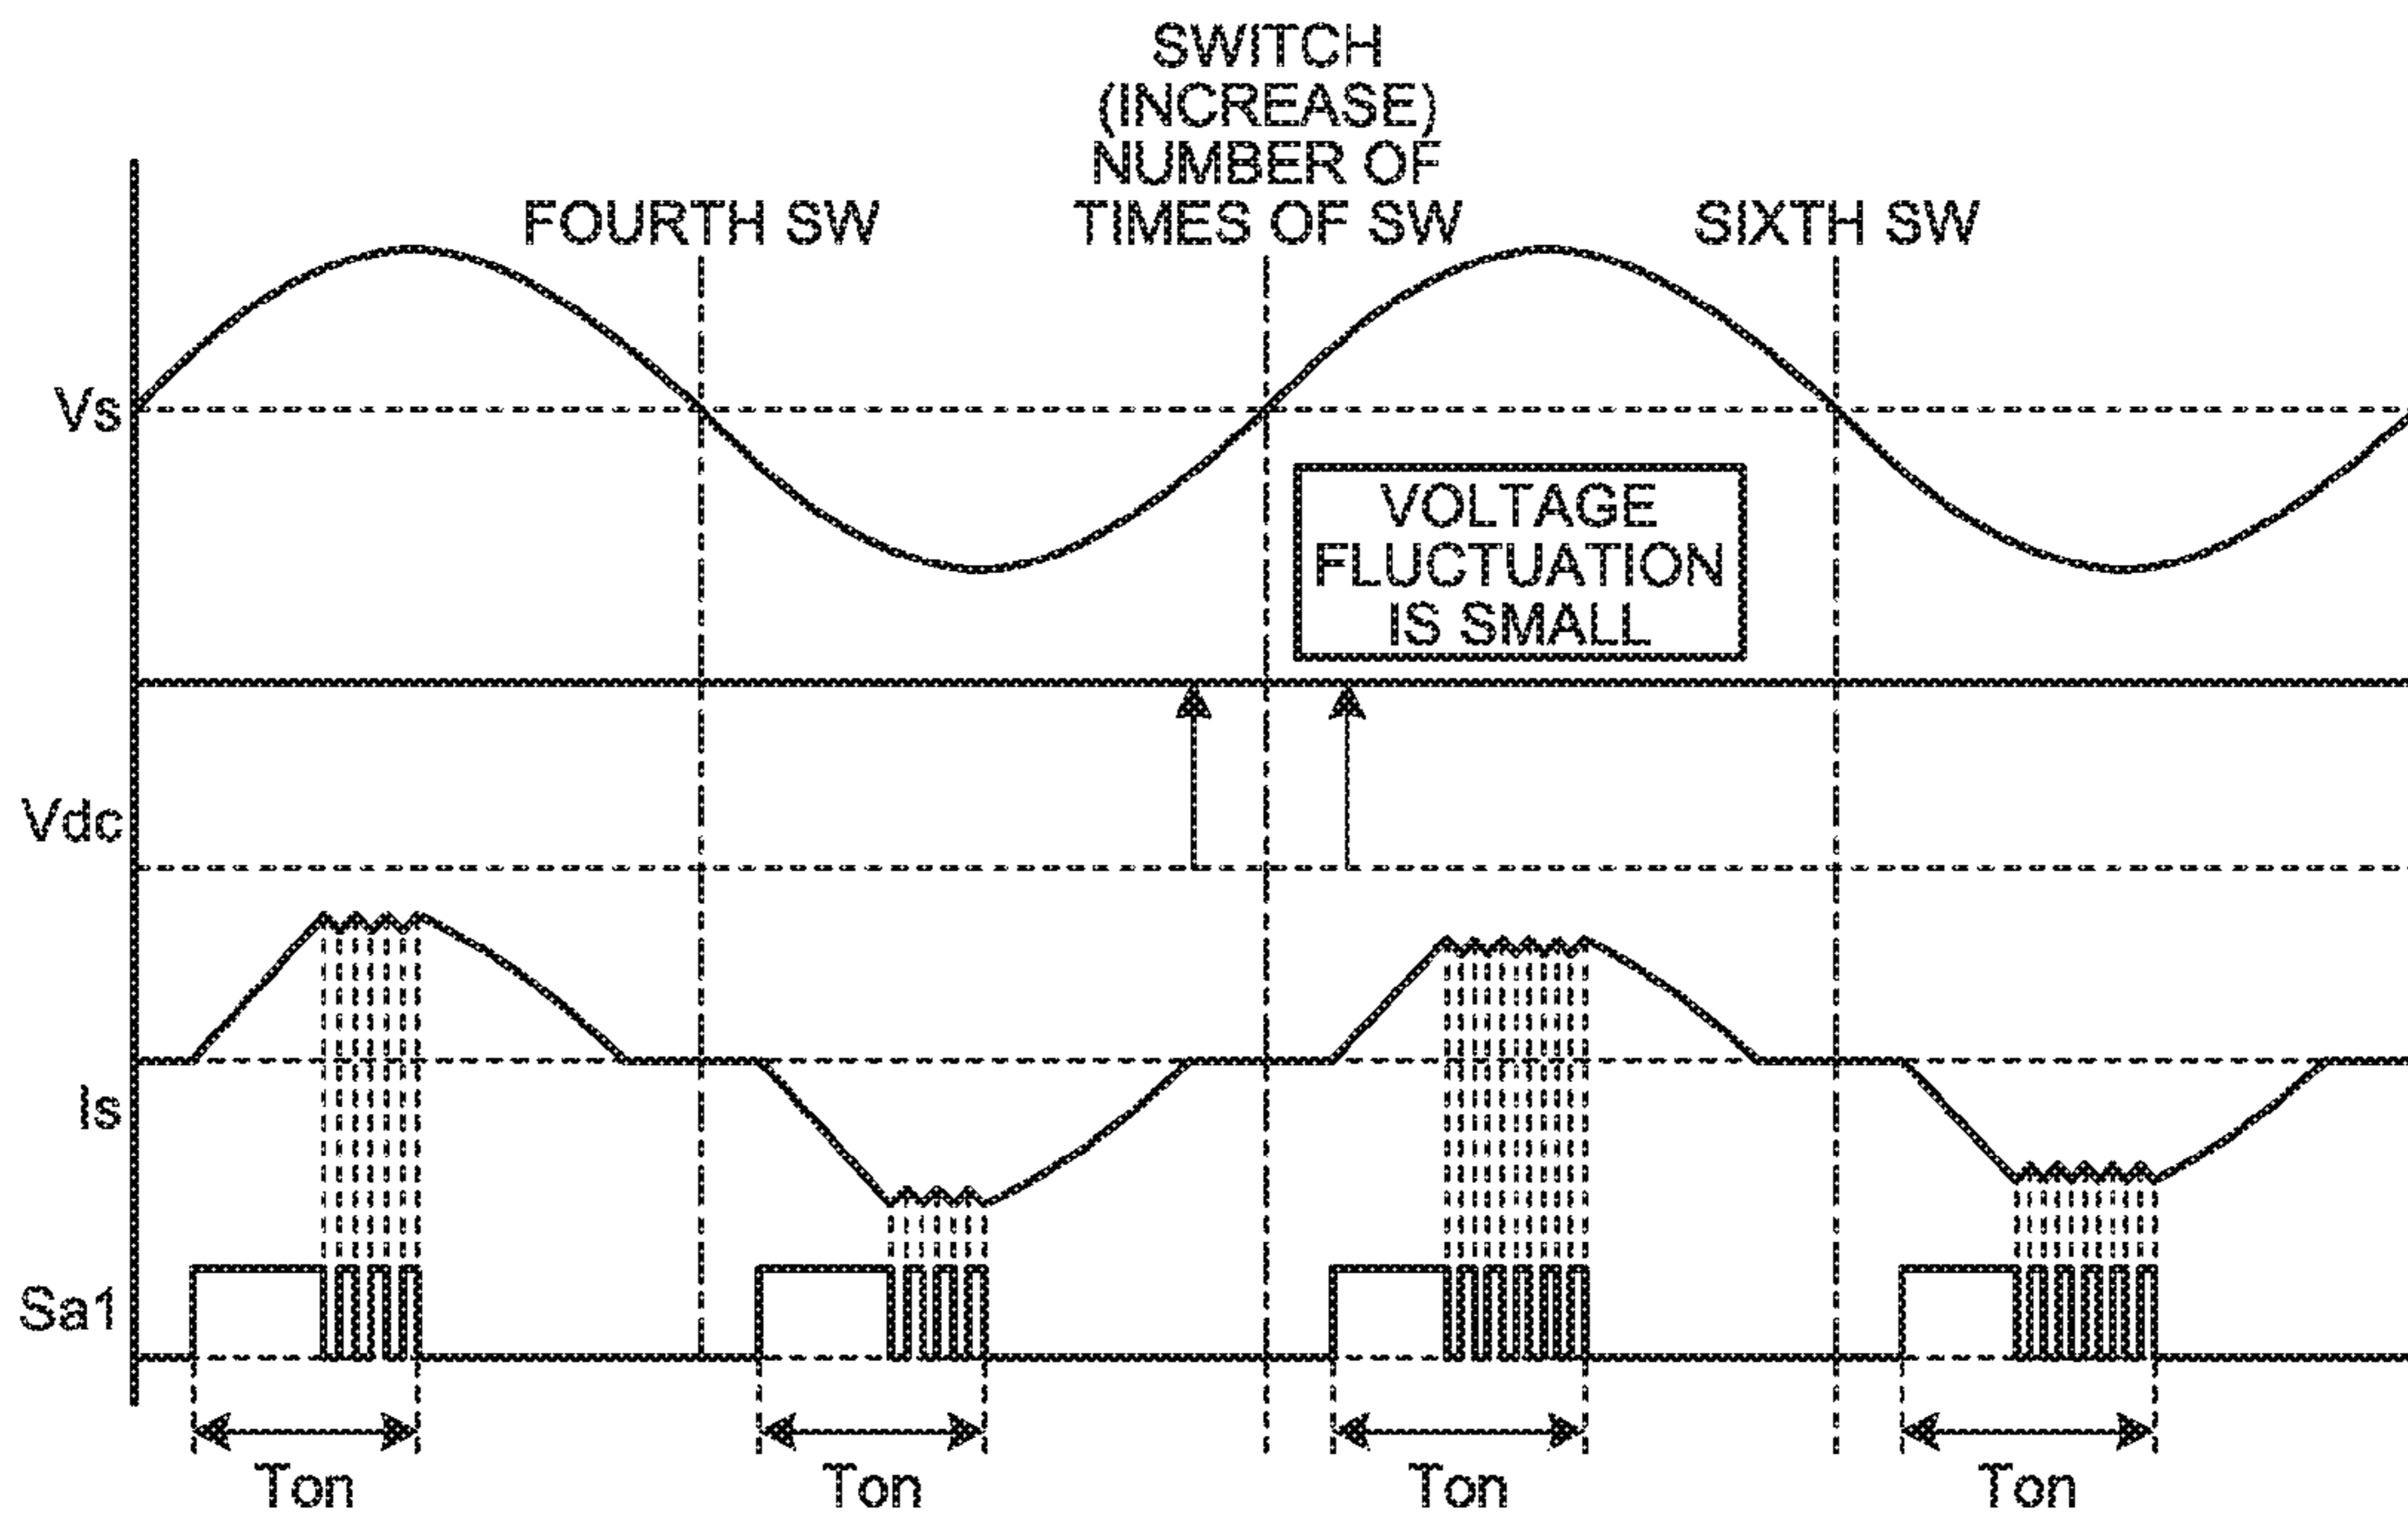 SWITCH
(INCREASE)
NUMBER OF
FOURTH SW TIMES OF SW SIXTH SW
Vs
VOLTAGE
FLUCTUATION
IS SMALL
Vdc
Is
Sa1
Ton Ton Ton Ton